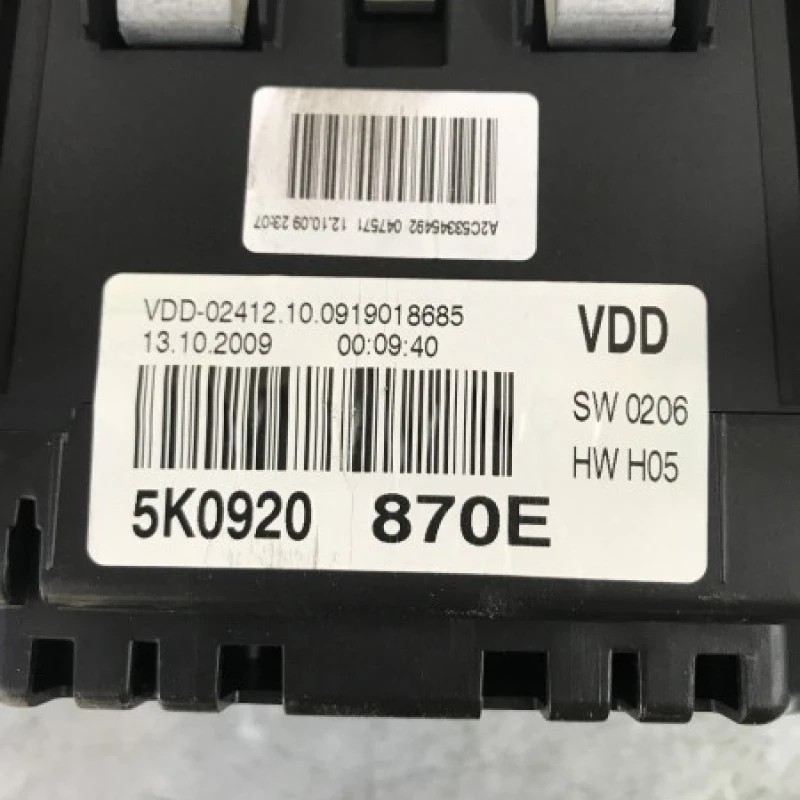 A2C53345492 047571 12.10.09 23:07
VDD-02412.10.0919018685
13.10.2009 00:09:40
VDD
SW 0206
HW H05
5K0920 870E